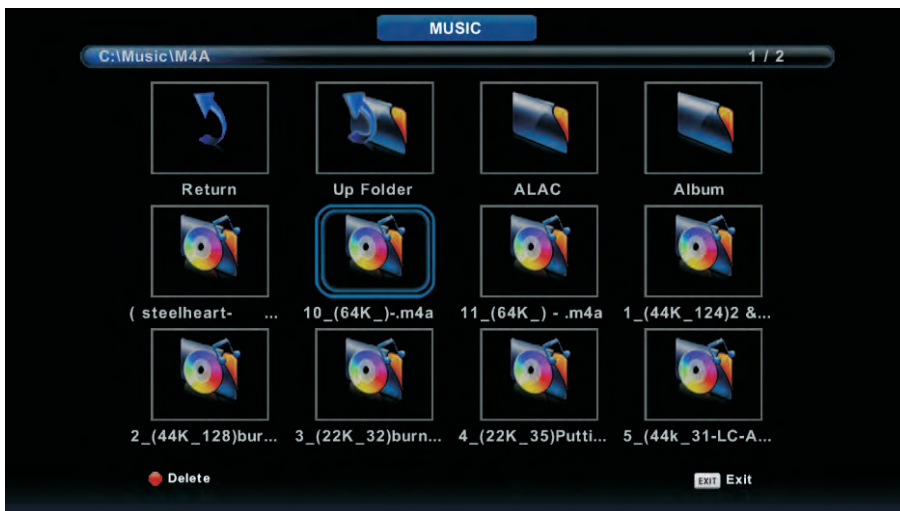 MUSIC
C:\Music\M4A 1 / 2
Return Up Folder ALAC Album
( steelheart- ... 10_(64K_)-.m4a 11_(64K_) - .m4a 1_(44K_124)2 &...
2_(44K_128)bur... 3_(22K_32)burn... 4_(22K_35)Putti... 5_(44k_31-LC-A...
Delete EXIT Exit